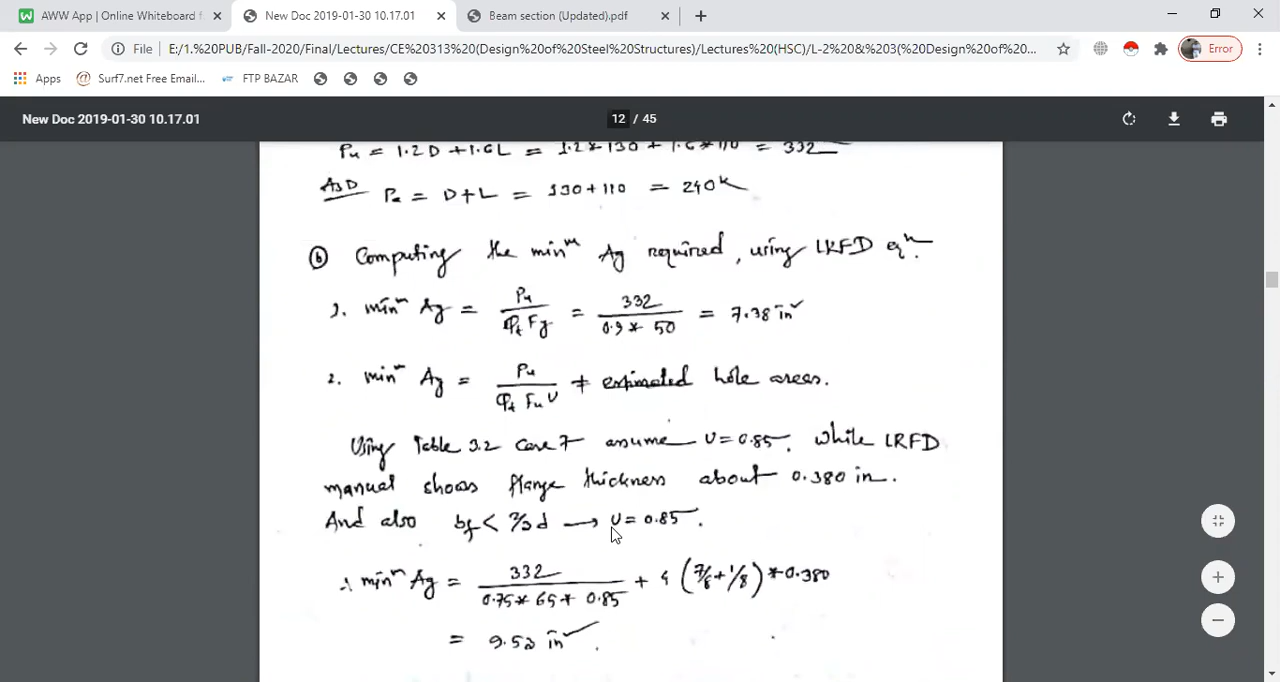 AWW App | Online Whiteboard f
New Doc 2019-01-30 10.17.01
Beam section (Updated).pdf
File
E:/1.%20PUB/Fall-2020/Final/Lectures/CE%20313%20(Design%20of%20Steel%20Structures)/Lectures%20(HSC)/L-2%20&%203(%20Design%20of%20...
Error
Apps
Surf7.net Free Email...
FTP BAZAR
New Doc 2019-01-30 10.17.01
12 / 45
Pu = 1.2D + 1.6L = 1.2*130 + 1.6*110 = 332
ASD Pa = D+L = 130+110 = 240k
(b) Computing the minm Ag required, using LRFD eqn.
1. minm Ag = Pu / φt Fy = 332 / 0.9 * 50 = 7.38 in²
2. minm Ag = Pu / φt Fu U + estimated hole areas.
Using Table 3.2 case 7 assume U = 0.85. While LRFD
manual shows flange thickness about 0.380 in.
And also bf < 2/3 d → U = 0.85.
∴ minm Ag = 332 / 0.75 * 65 * 0.85 + 4 (7/8 + 1/8) * 0.380
= 9.53 in².